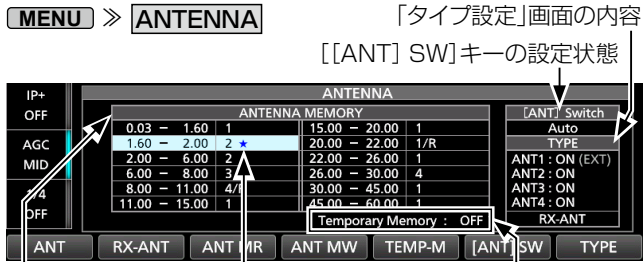 MENU ≫ ANTENNA
「タイプ設定」画面の内容
[[ANT] SW]キーの設定状態
ANTENNA
IP+
OFF
AGC
MID
OFF
ANTENNA MEMORY
0.03 – 1.60 1
1.60 – 2.00 2 ★
2.00 – 6.00 2
6.00 – 8.00 3
8.00 – 11.00 4/R
11.00 – 15.00 1
15.00 – 20.00 1
20.00 – 22.00 1/R
22.00 – 26.00 1
26.00 – 30.00 4
30.00 – 45.00 1
45.00 – 60.00 1
Temporary Memory : OFF
[ANT] Switch
Auto
TYPE
ANT1 : ON (EXT)
ANT2 : ON
ANT3 : ON
ANT4 : ON
RX-ANT
ANT
RX-ANT
ANT MR
ANT MW
TEMP-M
[ANT] SW
TYPE